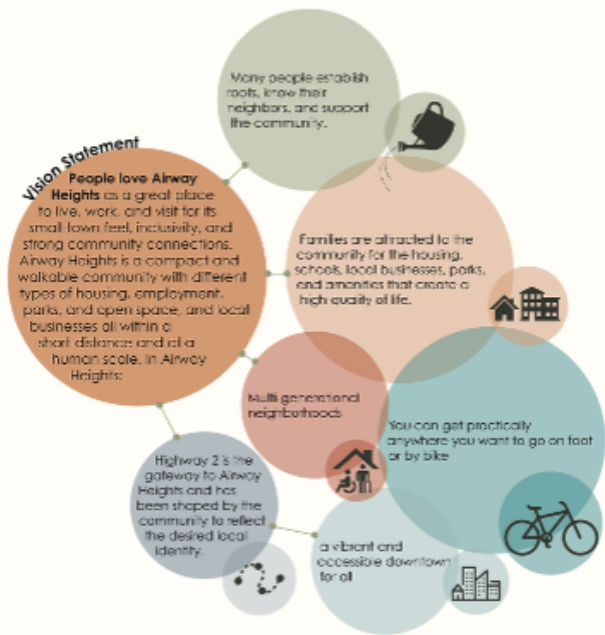 Vision Statement
People love Airway
Heights as a great place
to live, work, and visit for its
small-town feel, inclusivity, and
strong community connections.
Airway Heights is a compact and
walkable community with different
types of housing, employment,
parks, and open space, and local
businesses all within a
short distance and at a
human scale. In Airway
Heights:
Many people establish
roots, know their
neighbors, and support
the community.
Families are attracted to the
community for the housing,
schools, local businesses, parks,
and amenities that create a
high quality of life.
Multi-generational
neighborhoods
You can get practically
anywhere you want to go on foot
or by bike
Highway 2 is the
gateway to Airway
Heights and has
been shaped by the
community to reflect
the desired local
identity.
a vibrant and
accessible downtown
for all